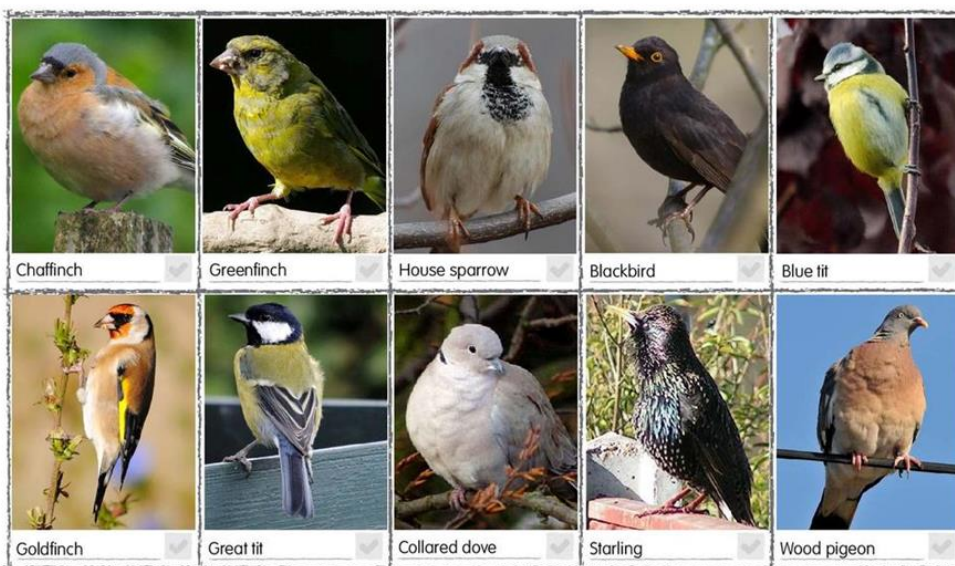 Chaffinch
Greenfinch
House sparrow
Blackbird
Blue tit
Goldfinch
Great tit
Collared dove
Starling
Wood pigeon